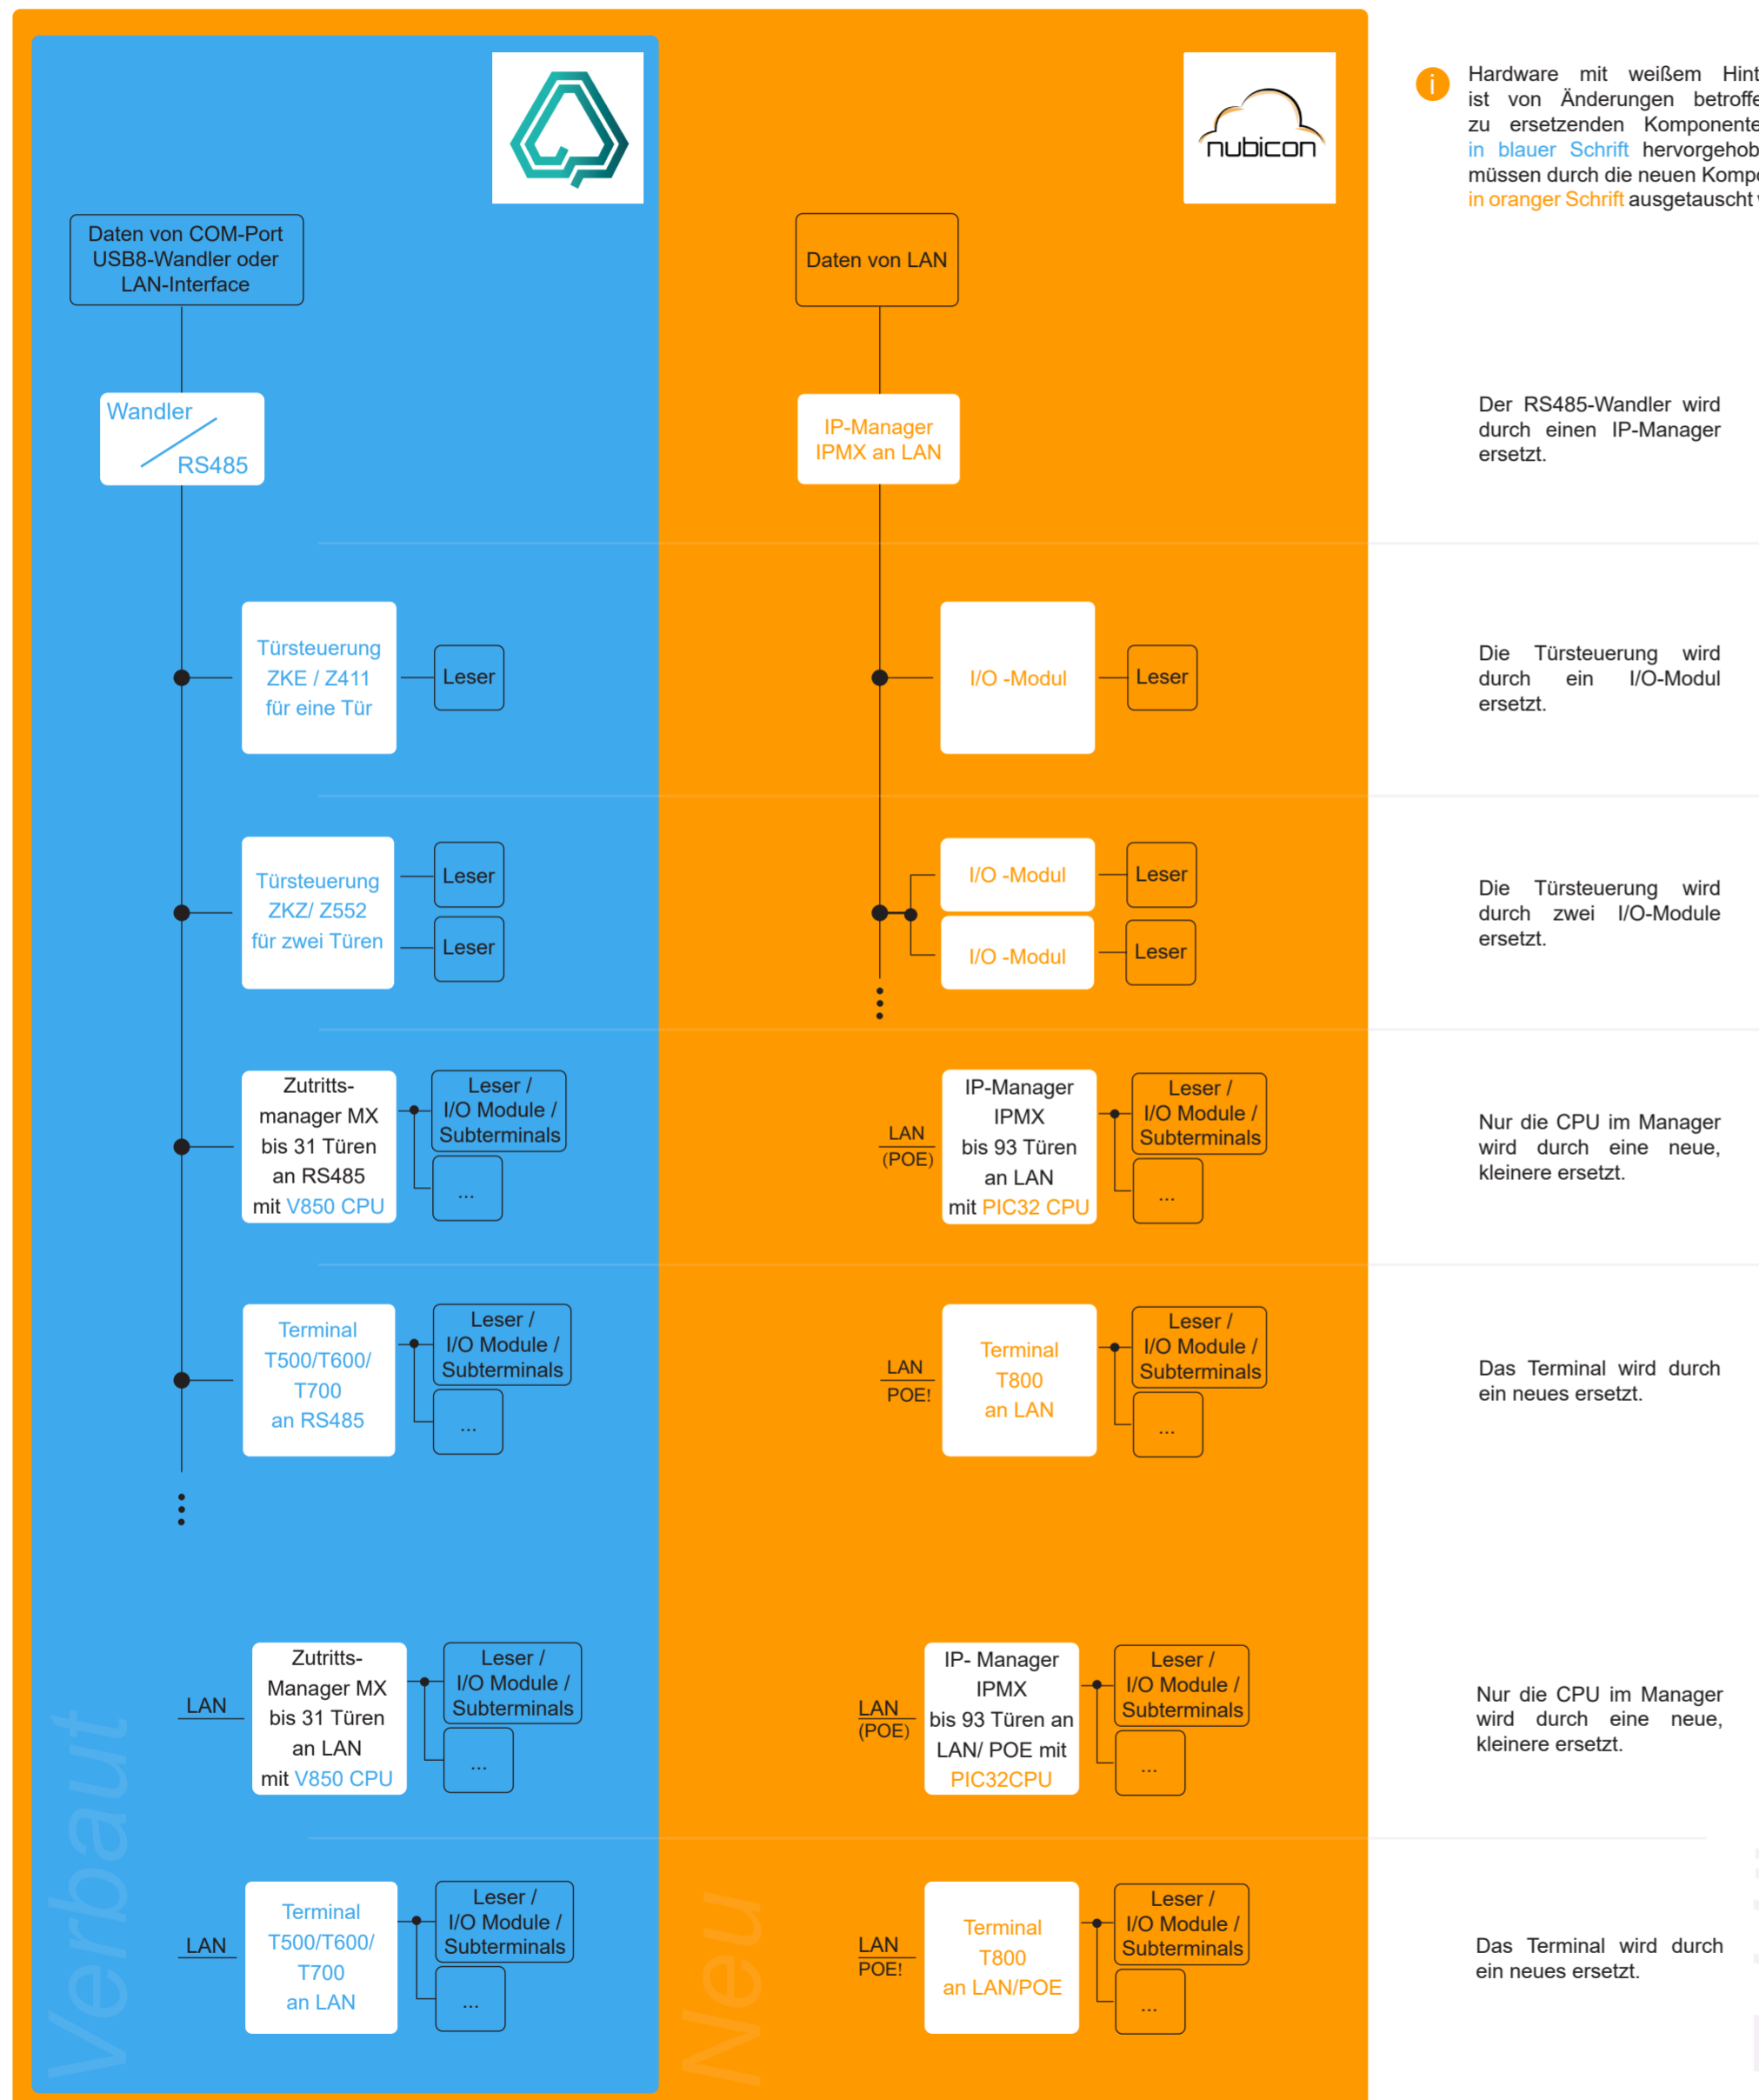 nubicon
i
Hardware mit weißem
ist von Änderungen
zu ersetzenden
in blauer Schrift
müssen durch die neuen
in oranger Schrift ausgetauscht
Daten von COM-Port
USB8-Wandler oder
LAN-Interface
Daten von LAN
Wandler
RS485
IP-Manager
IPMX an LAN
Der RS485-Wandler wird
durch einen IP-Manager
ersetzt.
Türsteuerung
ZKE / Z411
für eine Tür
Leser
I/O -Modul
Leser
Die Türsteuerung wird
durch ein I/O-Modul
ersetzt.
Türsteuerung
ZKZ/ Z552
für zwei Türen
Leser
Leser
I/O -Modul
Leser
I/O -Modul
Leser
Die Türsteuerung wird
durch zwei I/O-Module
ersetzt.
Zutritts-
manager MX
bis 31 Türen
an RS485
mit V850 CPU
Leser /
I/O Module /
Subterminals
...
LAN
(POE)
IP-Manager
IPMX
bis 93 Türen
an LAN
mit PIC32 CPU
Leser /
I/O Module /
Subterminals
...
Nur die CPU im Manager
wird durch eine neue,
kleinere ersetzt.
Terminal
T500/T600/
T700
an RS485
Leser /
I/O Module /
Subterminals
...
LAN
POE!
Terminal
T800
an LAN
Leser /
I/O Module /
Subterminals
...
Das Terminal wird durch
ein neues ersetzt.
LAN
Zutritts-
Manager MX
bis 31 Türen
an LAN
mit V850 CPU
Leser /
I/O Module /
Subterminals
...
LAN
(POE)
IP- Manager
IPMX
bis 93 Türen an
LAN/ POE mit
PIC32CPU
Leser /
I/O Module /
Subterminals
...
Nur die CPU im Manager
wird durch eine neue,
kleinere ersetzt.
LAN
Terminal
T500/T600/
T700
an LAN
Leser /
I/O Module /
Subterminals
...
LAN
POE!
Terminal
T800
an LAN/POE
Leser /
I/O Module /
Subterminals
...
Das Terminal wird durch
ein neues ersetzt.
Verbaut
Neu